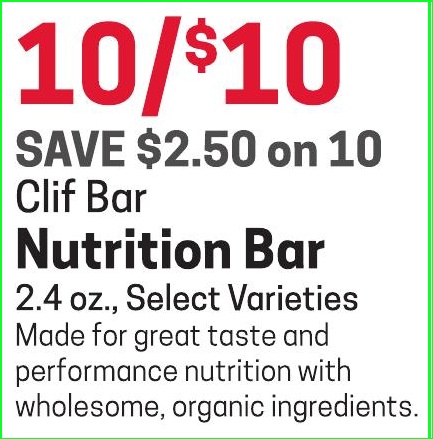 10/$10
SAVE $2.50 on 10
Clif Bar
Nutrition Bar
2.4 oz., Select Varieties
Made for great taste and
performance nutrition with
wholesome, organic ingredients.